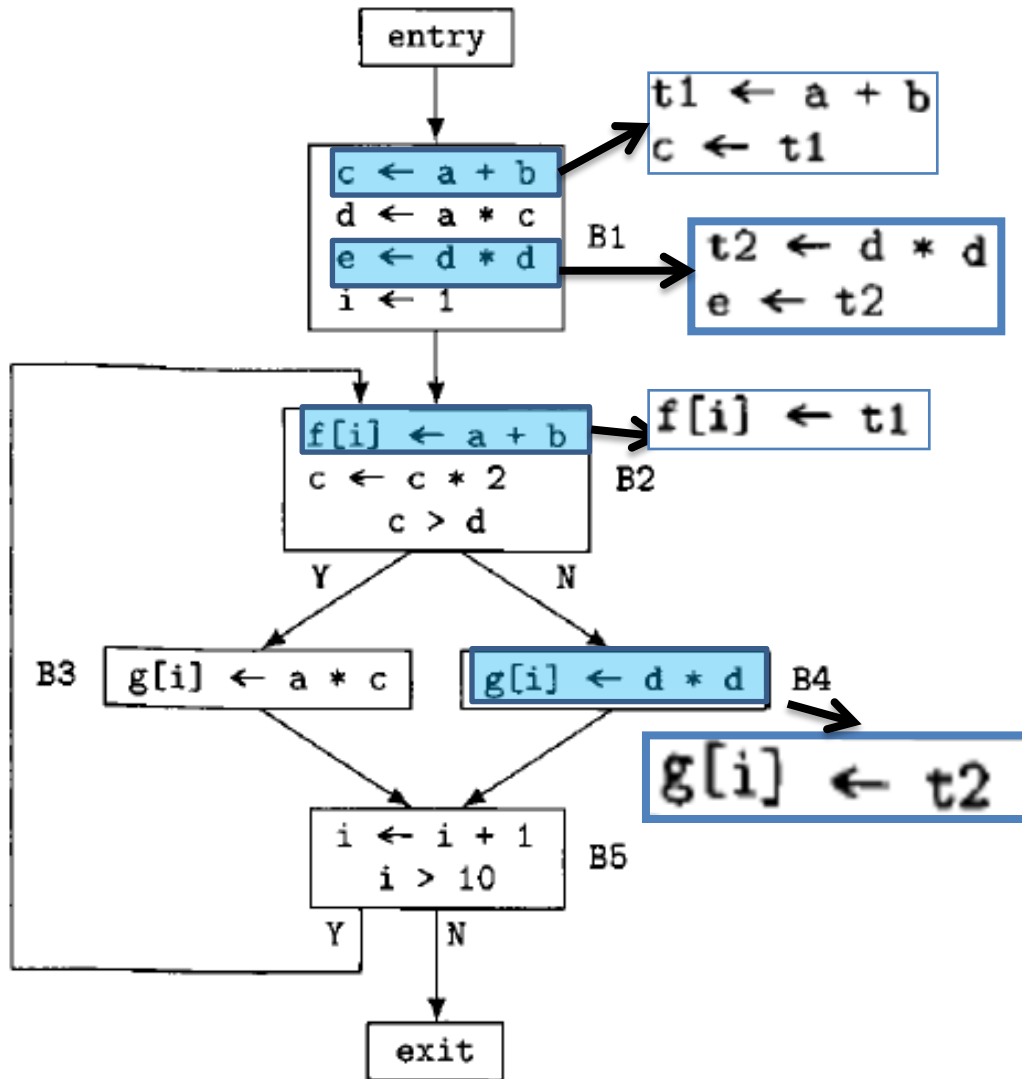 entry
t1 ← a + b
c ← t1
c ← a + b
d ← a * c
e ← d * d
i ← 1
B1
t2 ← d * d
e ← t2
f[i] ← a + b
c ← c * 2
c > d
B2
f[i] ← t1
Y
N
B3
g[i] ← a * c
g[i] ← d * d
B4
g[i] ← t2
i ← i + 1
i > 10
B5
Y
N
exit